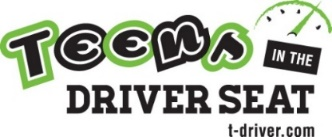 Teens
IN THE
DRIVER SEAT
t-driver.com